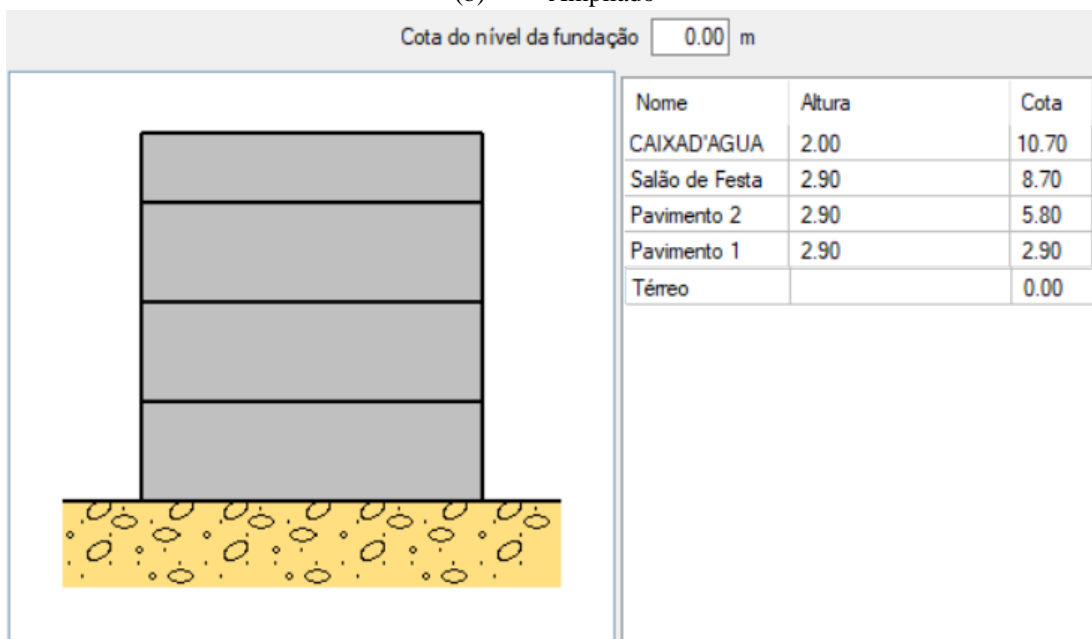 Cota do nível da fundação 0.00 m
Nome Altura Cota
CAIXAD'AGUA 2.00 10.70
Salão de Festa 2.90 8.70
Pavimento 2 2.90 5.80
Pavimento 1 2.90 2.90
Térreo 0.00